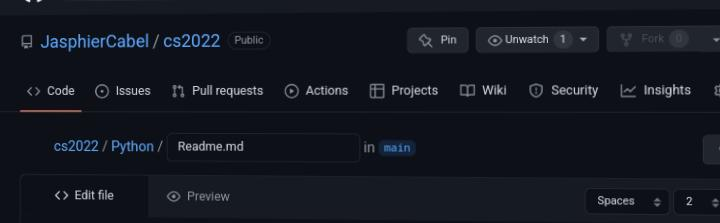 JasphierCabel / cs2022 Public Pin Unwatch 1 Fork 0
<> Code Issues Pull requests Actions Projects Wiki Security Insights
cs2022 / Python / Readme.md in main
<> Edit file Preview Spaces 2